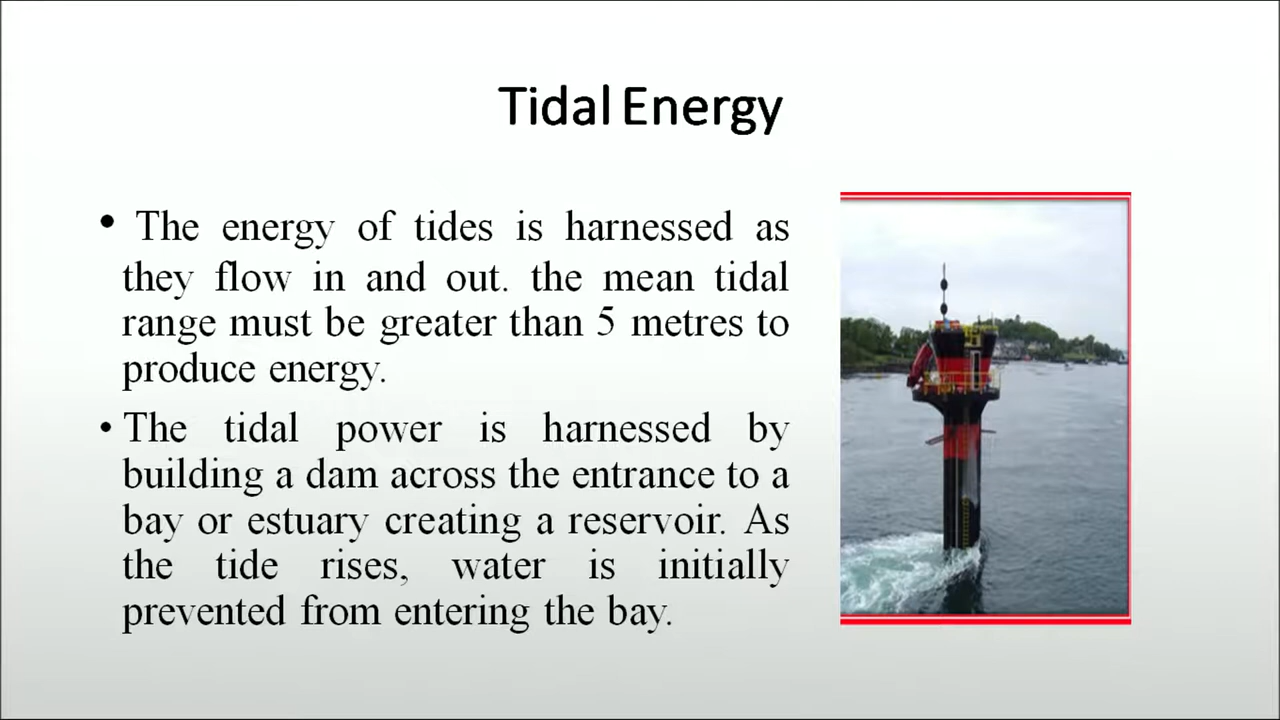 Tidal Energy
• The energy of tides is harnessed as
they flow in and out. the mean tidal
range must be greater than 5 metres to
produce energy.
• The tidal power is harnessed by
building a dam across the entrance to a
bay or estuary creating a reservoir. As
the tide rises, water is initially
prevented from entering the bay.